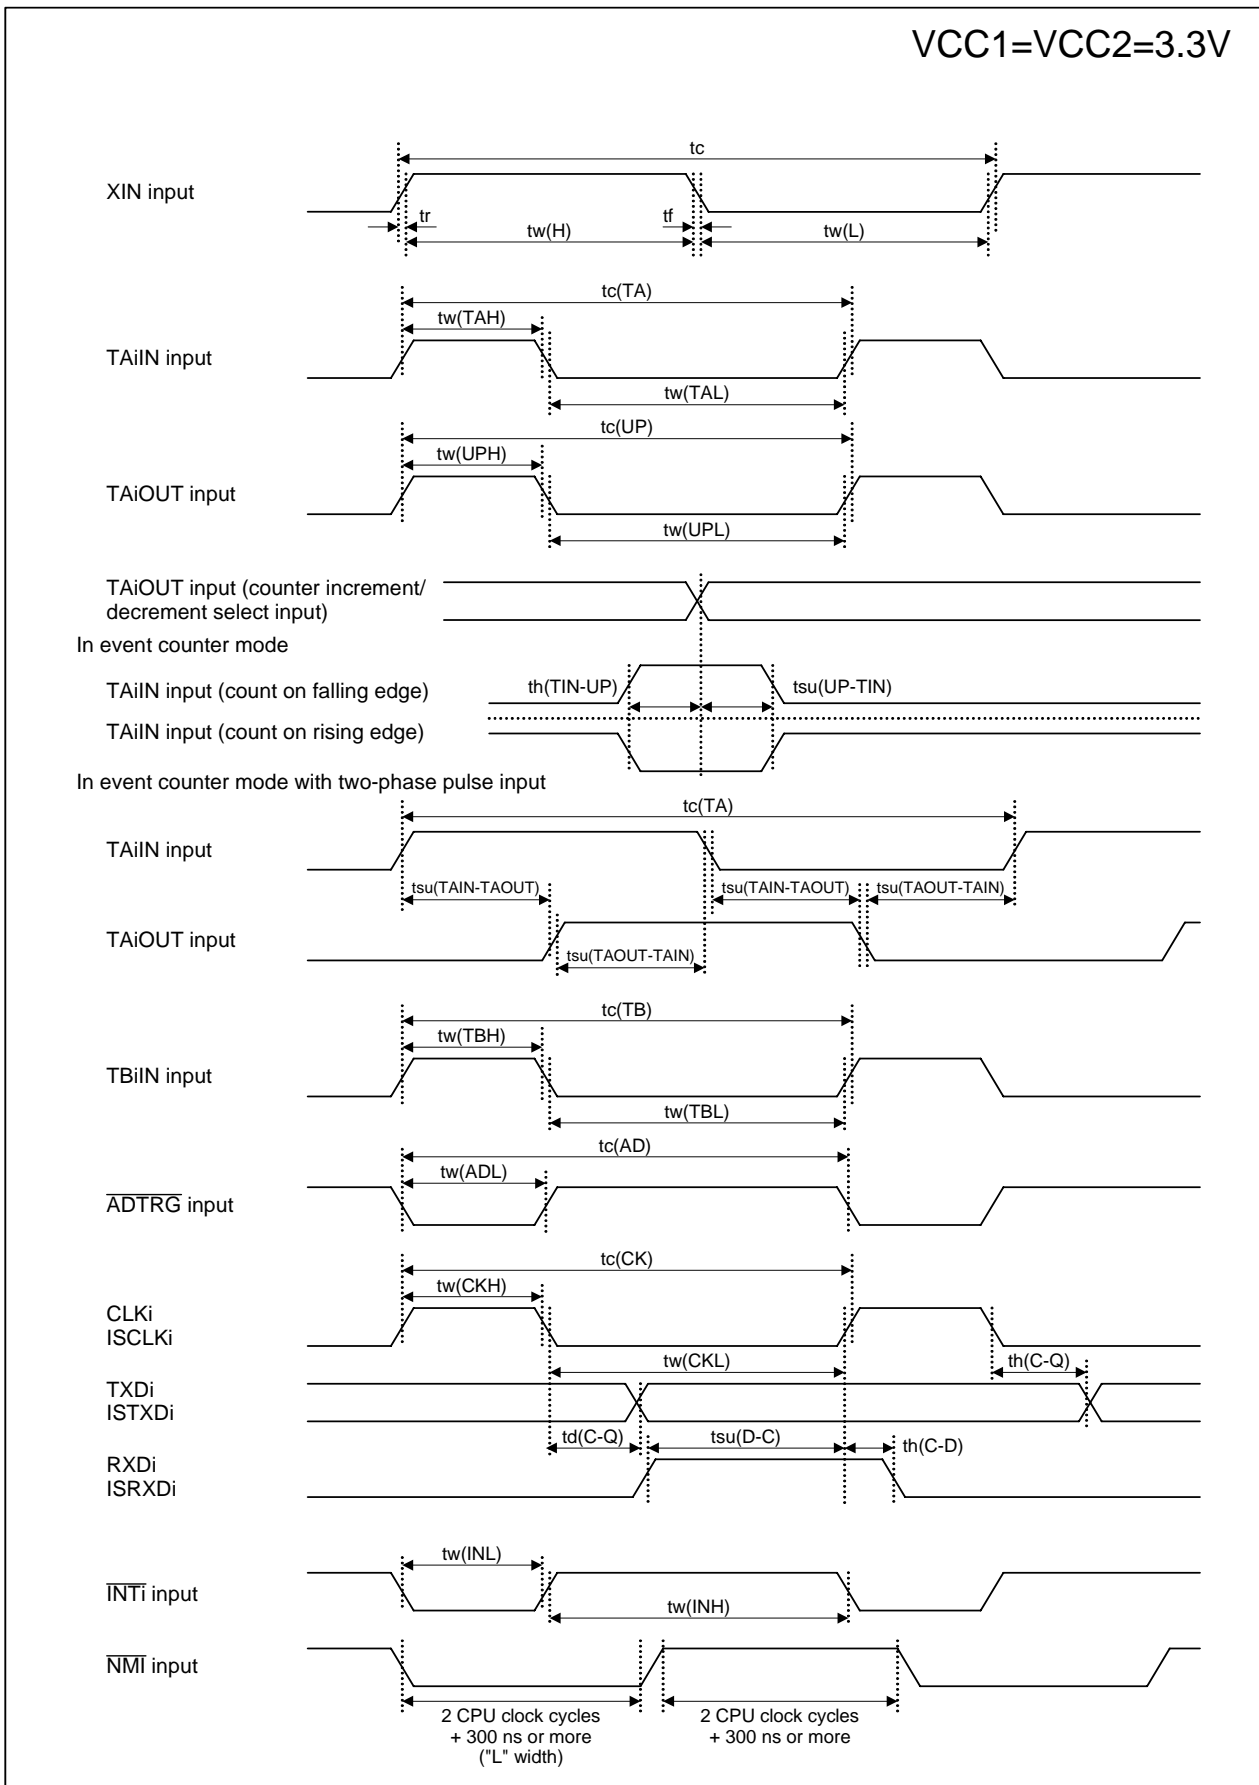 VCC1=VCC2=3.3V
tc
XIN input
tr
tf
tw(H)
tw(L)
tc(TA)
tw(TAH)
TAiIN input
tw(TAL)
tc(UP)
tw(UPH)
TAiOUT input
tw(UPL)
TAiOUT input (counter increment/
decrement select input)
In event counter mode
TAiIN input (count on falling edge)
th(TIN-UP)
tsu(UP-TIN)
TAiIN input (count on rising edge)
In event counter mode with two-phase pulse input
tc(TA)
TAiIN input
tsu(TAIN-TAOUT)
tsu(TAIN-TAOUT)
tsu(TAOUT-TAIN)
TAiOUT input
tsu(TAOUT-TAIN)
tc(TB)
tw(TBH)
TBiIN input
tw(TBL)
tc(AD)
tw(ADL)
ADTRG input
tc(CK)
tw(CKH)
CLKi
ISCLKi
tw(CKL)
th(C-Q)
TXDi
ISTXDi
td(C-Q)
tsu(D-C)
th(C-D)
RXDi
ISRXDi
tw(INL)
INTi input
tw(INH)
NMI input
2 CPU clock cycles
+ 300 ns or more
("L" width)
2 CPU clock cycles
+ 300 ns or more